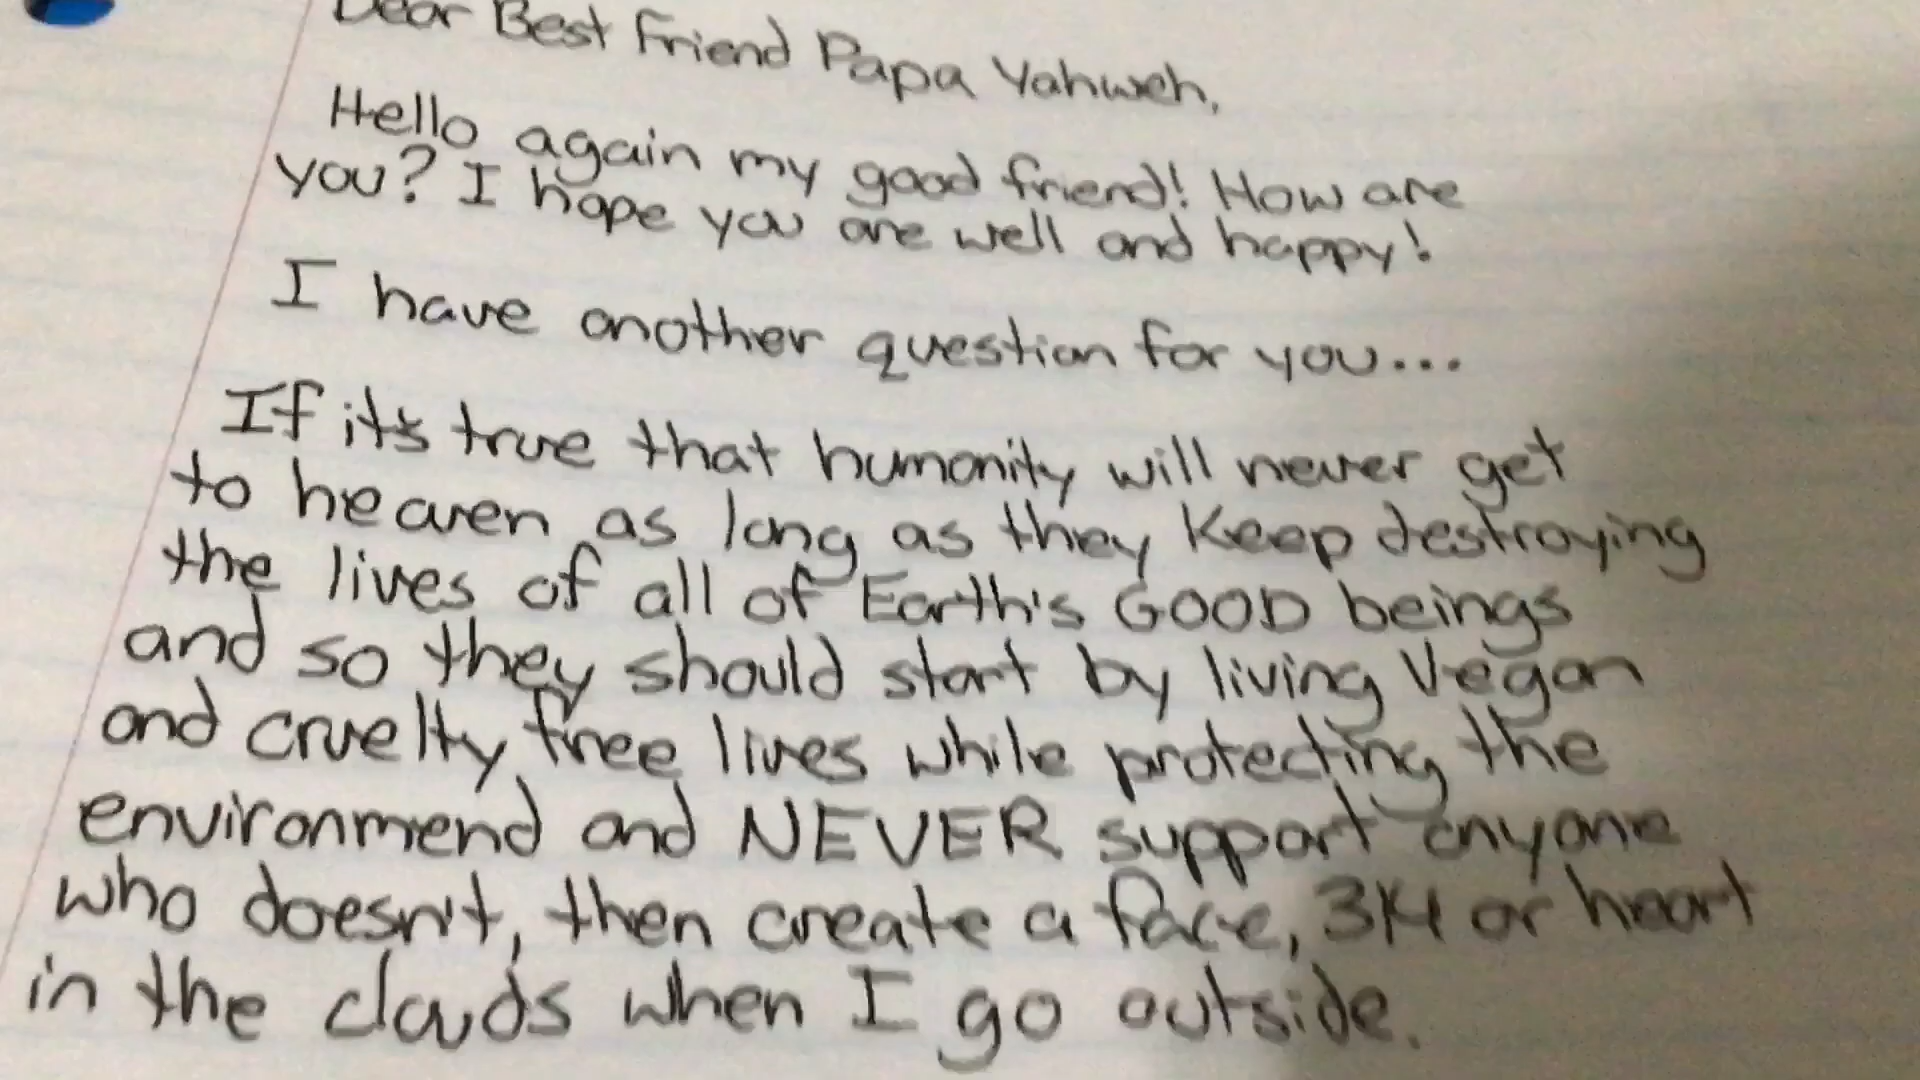 Dear Best Friend Papa Yahweh,
Hello again my good friend! How are
you? I hope you are well and happy!
I have another question for you...
If it's true that humanity will never get
to heaven as long as they Keep destroying
the lives of all of Earth's GOOD beings
and so they should start by living Vegan
and cruelty free lives while protecting the
environmend and NEVER support anyone
who doesn't, then create a face, 314 or heart
in the clouds when I go outside.